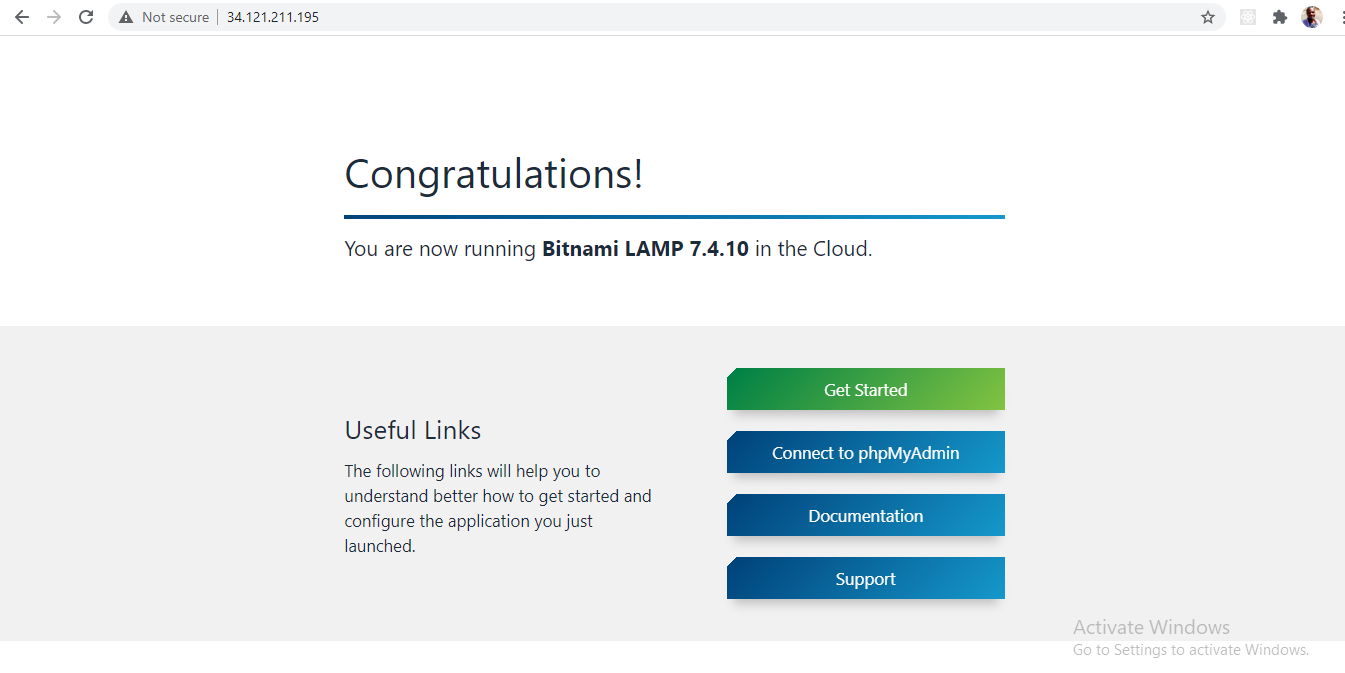 Not secure | 34.121.211.195
Congratulations!
You are now running Bitnami LAMP 7.4.10 in the Cloud.
Useful Links
The following links will help you to
understand better how to get started and
configure the application you just
launched.
Get Started
Connect to phpMyAdmin
Documentation
Support
Activate Windows
Go to Settings to activate Windows.